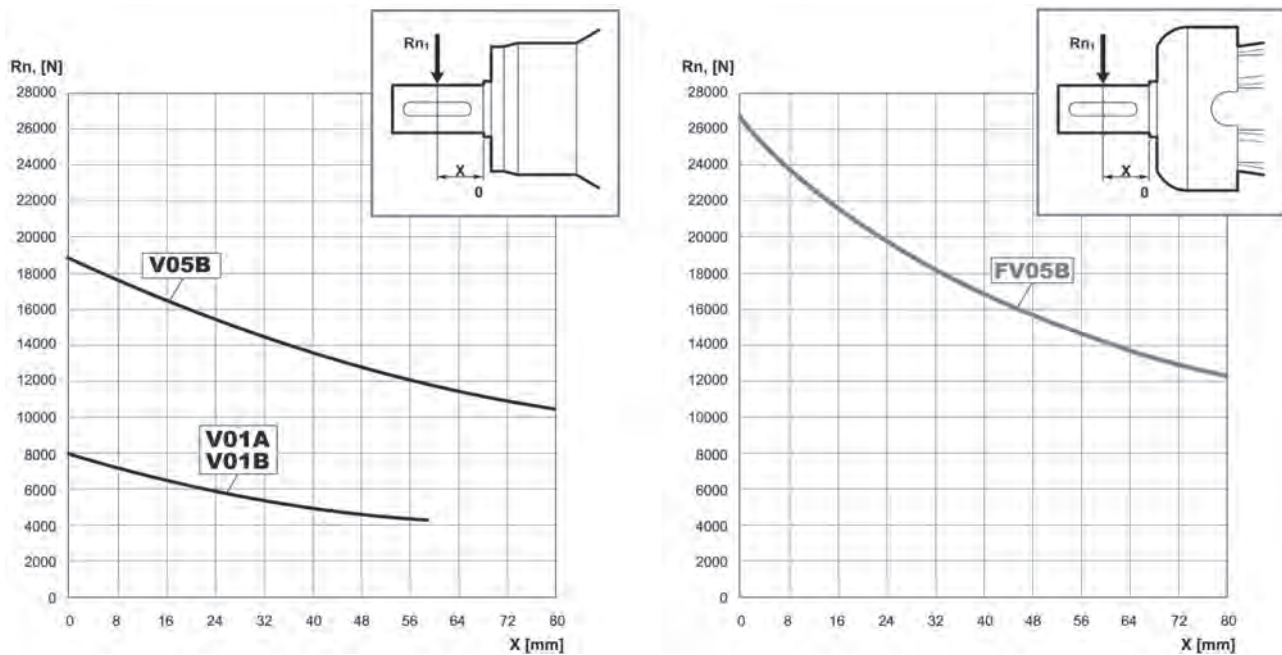 Rn₁
X
0
Rn, [N]
28000
26000
24000
22000
20000
18000
16000
14000
12000
10000
8000
6000
4000
2000
0
V05B
V01A
V01B
0 8 16 24 32 40 48 56 64 72 80
X [mm]
Rn₁
X
0
Rn, [N]
28000
26000
24000
22000
20000
18000
16000
14000
12000
10000
8000
6000
4000
2000
0
FV05B
0 8 16 24 32 40 48 56 64 72 80
X [mm]